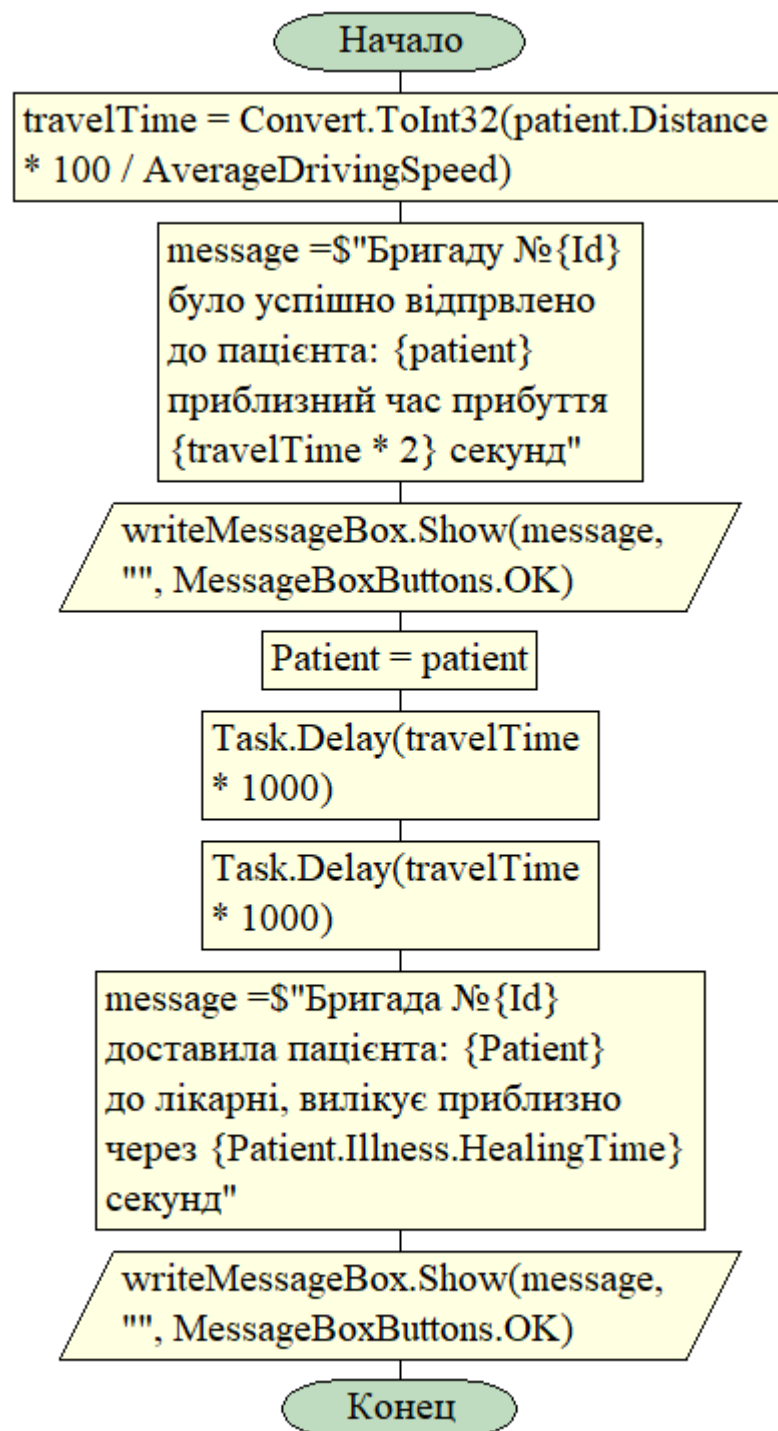 Начало
travelTime = Convert.ToInt32(patient.Distance
* 100 / AverageDrivingSpeed)
message =$"Бригаду №{Id}
було успішно відпрвлено
до пацієнта: {patient}
приблизний час прибуття
{travelTime * 2} секунд"
writeMessageBox.Show(message,
"", MessageBoxButtons.OK)
Patient = patient
Task.Delay(travelTime
* 1000)
Task.Delay(travelTime
* 1000)
message =$"Бригада №{Id}
доставила пацієнта: {Patient}
до лікарні, вилікує приблизно
через {Patient.Illness.HealingTime}
секунд"
writeMessageBox.Show(message,
"", MessageBoxButtons.OK)
Конец